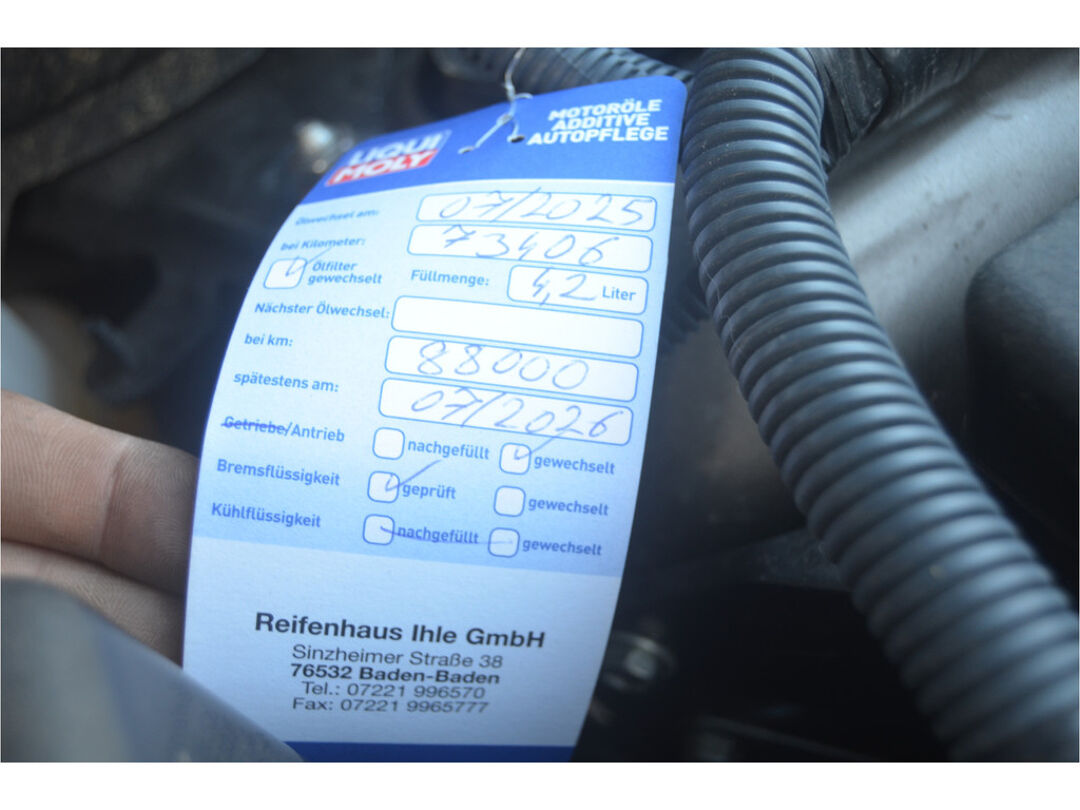 LIQUI
MOLY
MOTORÖLE
ADDITIVE
AUTOPFLEGE
Ölwechsel am: 07/2025
bei Kilometer: 73406
Ölfilter
gewechselt
Füllmenge: 4,2 Liter
Nächster Ölwechsel:
bei km: 88000
spätestens am: 07/2026
Getriebe/Antrieb nachgefüllt gewechselt
Bremsflüssigkeit geprüft gewechselt
Kühlflüssigkeit nachgefüllt gewechselt
Reifenhaus Ihle GmbH
Sinzheimer Straße 38
76532 Baden-Baden
Tel.: 07221 996570
Fax: 07221 9965777